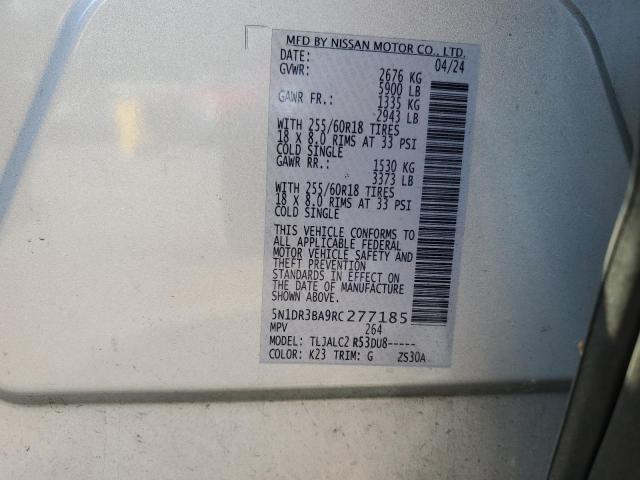 MFD BY NISSAN MOTOR CO., LTD.
DATE: 04/24
GVWR: 2676 KG
5900 LB
GAWR FR.: 1335 KG
2943 LB
WITH 255/60R18 TIRES
18 X 8.0 RIMS AT 33 PSI
COLD SINGLE
GAWR RR.: 1530 KG
3373 LB
WITH 255/60R18 TIRES
18 X 8.0 RIMS AT 33 PSI
COLD SINGLE
THIS VEHICLE CONFORMS TO
ALL APPLICABLE FEDERAL
MOTOR VEHICLE SAFETY AND
THEFT PREVENTION
STANDARDS IN EFFECT ON
THE DATE OF MANUFACTURE
SHOWN ABOVE.
5N1DR3BA9RC277185
MPV 264
MODEL: TLJALC2 R53DU8-----
COLOR: K23 TRIM: G ZS30A